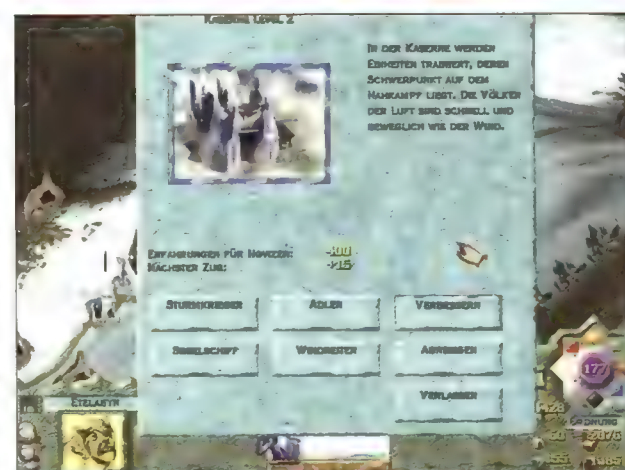 KASERNE LEVEL 2
IN DER KASERNE WERDEN
EINHEITEN TRAINIERT, DEREN
SCHWERPUNKT AUF DEM
NAHKAMPF LIEGT. DIE VÖLKER
DER LUFT SIND SCHNELL UND
BEWEGLICH WIE DER WIND.
ERFAHRUNGEN FÜR NOVIZEN:
NÄCHSTER ZUG: +15
STURMKRIEGER ADLER VERBESSERN
SEGELSCHIFF WINDREITER ABREISSEN
VERLASSEN
177
ORDNUNG